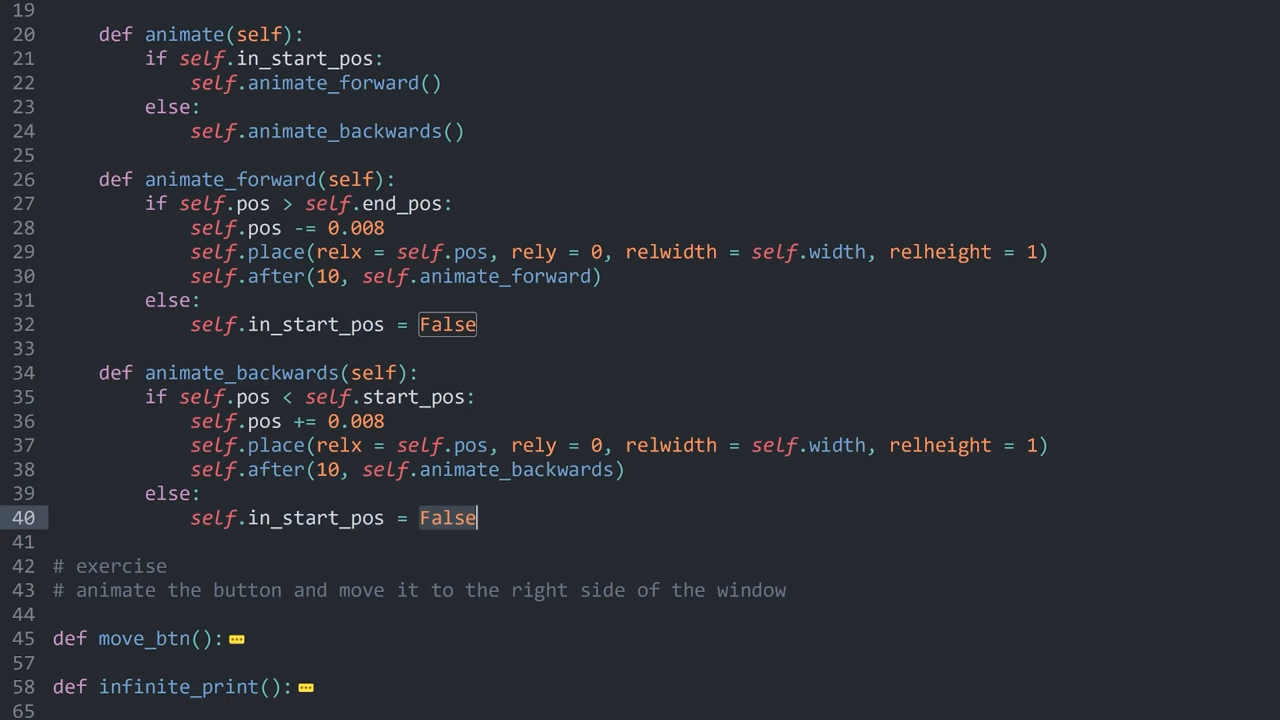 19
20     def animate(self):
21         if self.in_start_pos:
22             self.animate_forward()
23         else:
24             self.animate_backwards()
25
26     def animate_forward(self):
27         if self.pos > self.end_pos:
28             self.pos -= 0.008
29             self.place(relx = self.pos, rely = 0, relwidth = self.width, relheight = 1)
30             self.after(10, self.animate_forward)
31         else:
32             self.in_start_pos = False
33
34     def animate_backwards(self):
35         if self.pos < self.start_pos:
36             self.pos += 0.008
37             self.place(relx = self.pos, rely = 0, relwidth = self.width, relheight = 1)
38             self.after(10, self.animate_backwards)
39         else:
40             self.in_start_pos = False
41
42 # exercise
43 # animate the button and move it to the right side of the window
44
45 def move_btn():
57
58 def infinite_print():
65